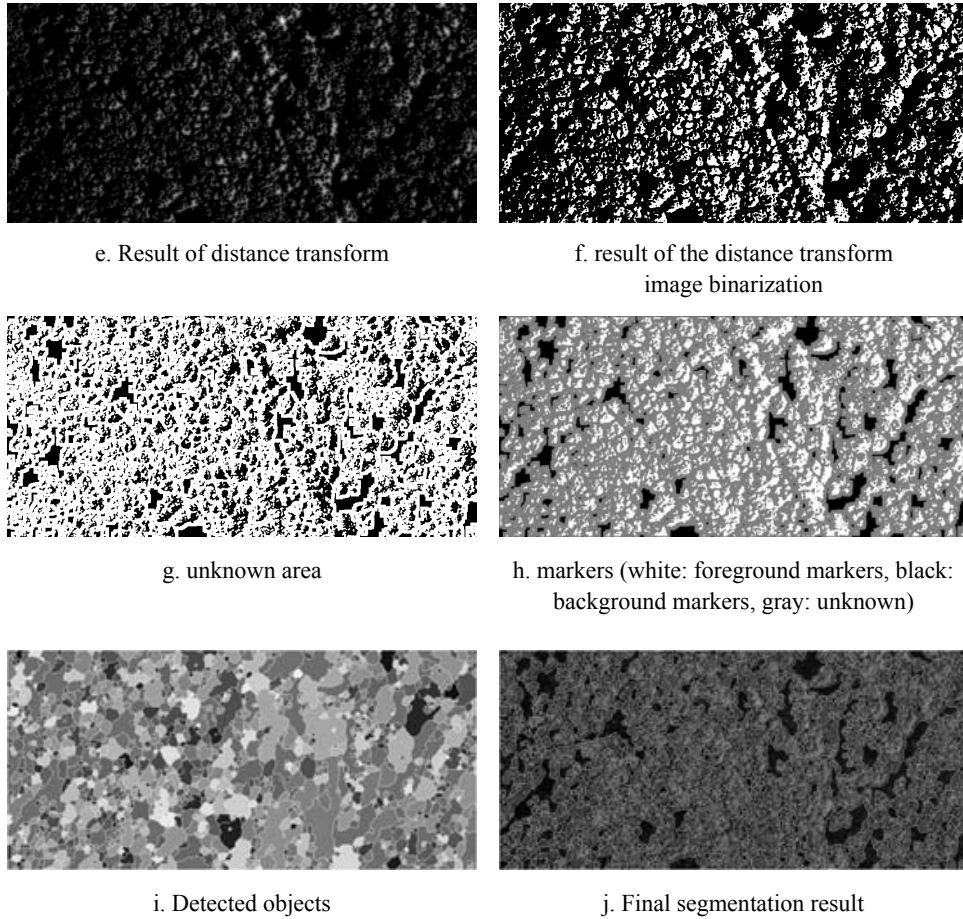 e. Result of distance transform
f. result of the distance transform
image binarization
g. unknown area
h. markers (white: foreground markers, black:
background markers, gray: unknown)
i. Detected objects
j. Final segmentation result